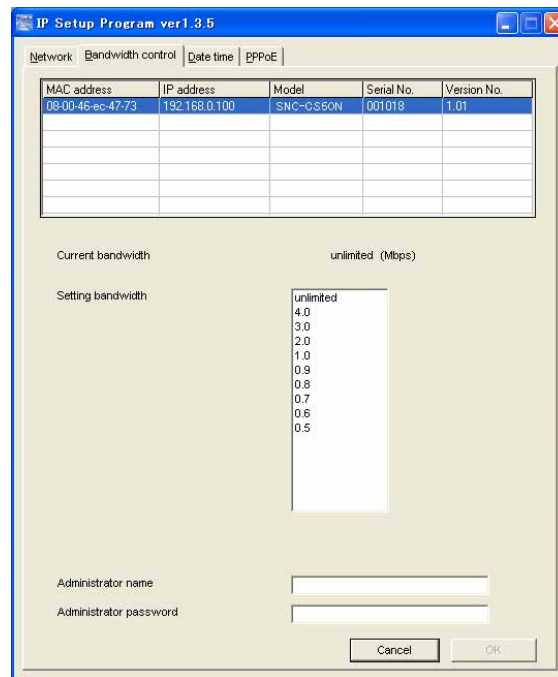 IP Setup Program ver1.3.5
Network Bandwidth control Date time PPPoE
MAC address IP address Model Serial No. Version No.
08-00-46-ec-47-73 192.168.0.100 SNC-CS50N 001018 1.01
Current bandwidth unlimited (Mbps)
Setting bandwidth
unlimited
4.0
3.0
2.0
1.0
0.9
0.8
0.7
0.6
0.5
Administrator name
Administrator password
Cancel OK